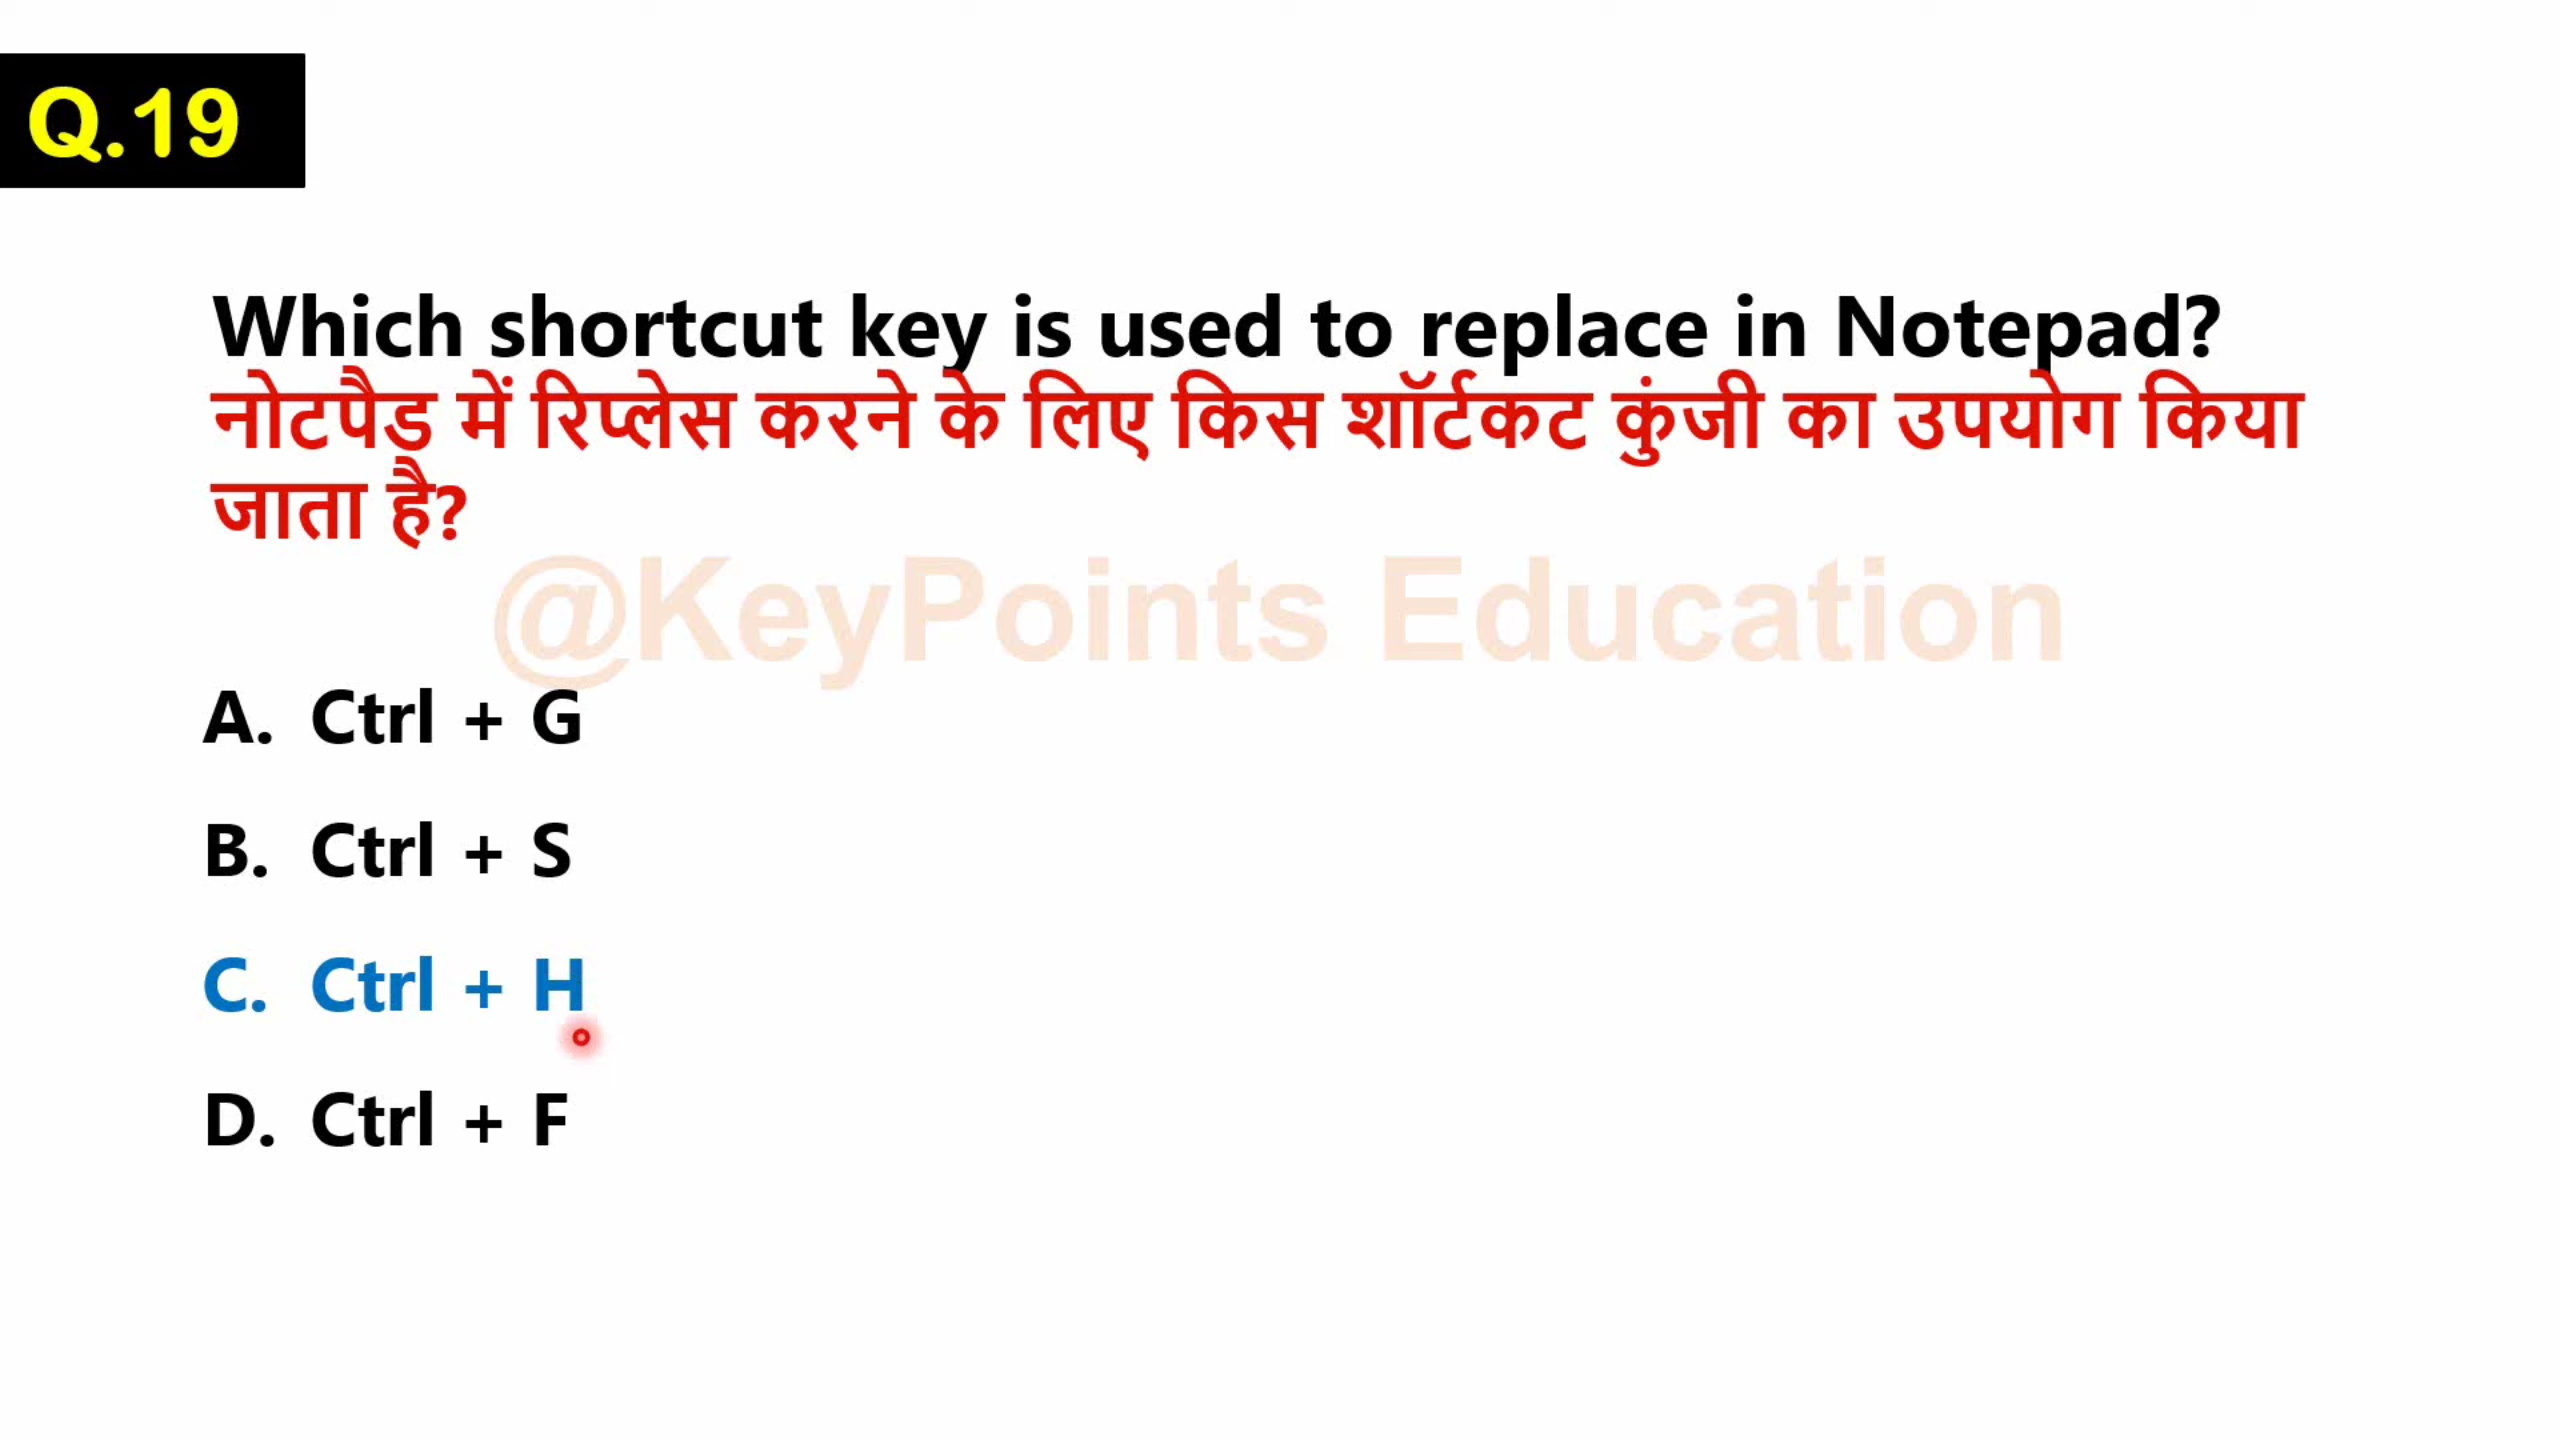 Q.19
Which shortcut key is used to replace in Notepad?
नोटपैड में रिप्लेस करने के लिए किस शॉर्टकट कुंजी का उपयोग किया
जाता है?
@KeyPoints Education
A. Ctrl + G
B. Ctrl + S
C. Ctrl + H
D. Ctrl + F